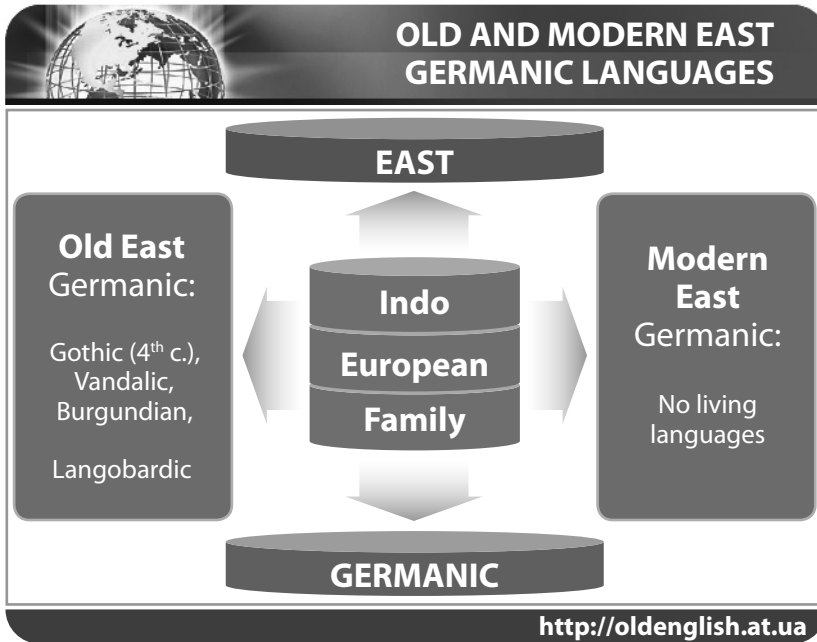 OLD AND MODERN EAST
GERMANIC LANGUAGES
EAST
Old East
Germanic:
Gothic (4th c.),
Vandalic,
Burgundian,
Langobardic
Indo
European
Family
Modern
East
Germanic:
No living
languages
GERMANIC
http://oldenglish.at.ua